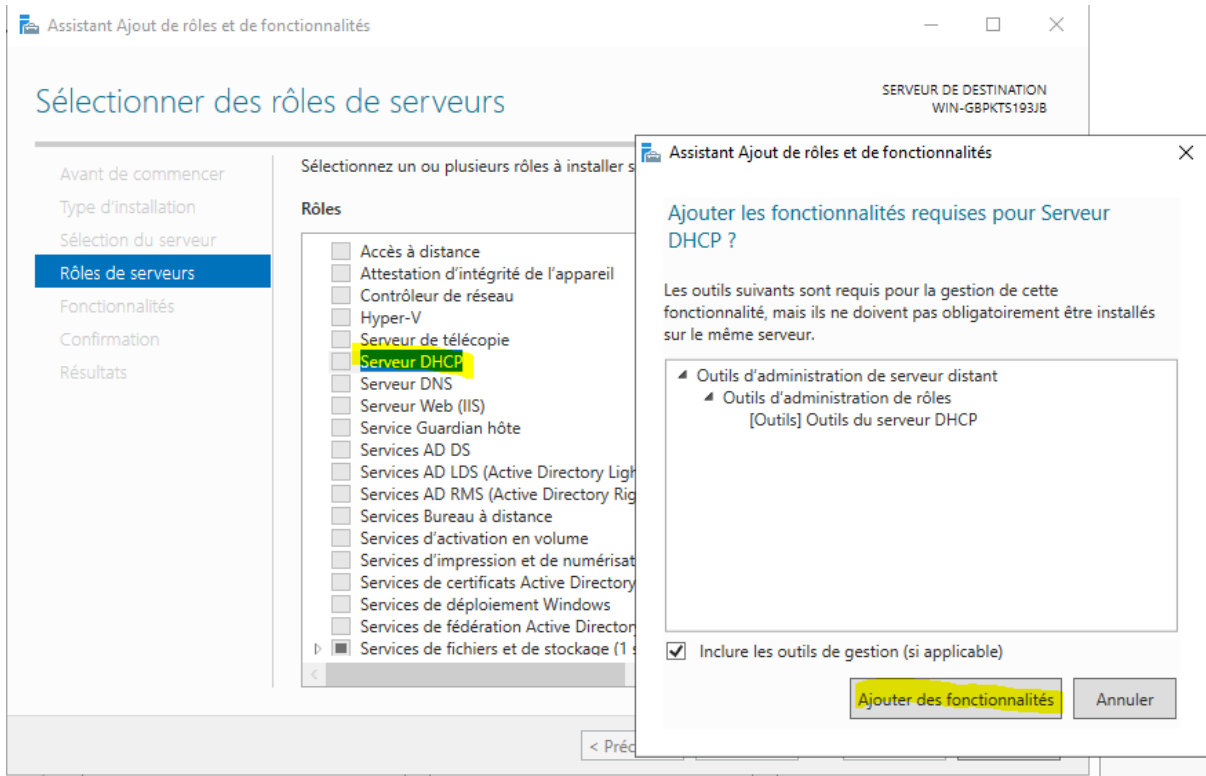 Assistant Ajout de rôles et de fonctionnalités
Sélectionner des rôles de serveurs
SERVEUR DE DESTINATION
WIN-GBPKTS193JB
Avant de commencer
Type d'installation
Sélection du serveur
Rôles de serveurs
Fonctionnalités
Confirmation
Résultats
Sélectionnez un ou plusieurs rôles à installer s
Rôles
Accès à distance
Attestation d'intégrité de l'appareil
Contrôleur de réseau
Hyper-V
Serveur de télécopie
Serveur DHCP
Serveur DNS
Serveur Web (IIS)
Service Guardian hôte
Services AD DS
Services AD LDS (Active Directory Ligh
Services AD RMS (Active Directory Rig
Services Bureau à distance
Services d'activation en volume
Services d'impression et de numérisat
Services de certificats Active Directory
Services de déploiement Windows
Services de fédération Active Director
Services de fichiers et de stockage (1 s
< Préc
Assistant Ajout de rôles et de fonctionnalités
Ajouter les fonctionnalités requises pour Serveur
DHCP ?
Les outils suivants sont requis pour la gestion de cette
fonctionnalité, mais ils ne doivent pas obligatoirement être installés
sur le même serveur.
Outils d'administration de serveur distant
Outils d'administration de rôles
[Outils] Outils du serveur DHCP
Inclure les outils de gestion (si applicable)
Ajouter des fonctionnalités
Annuler